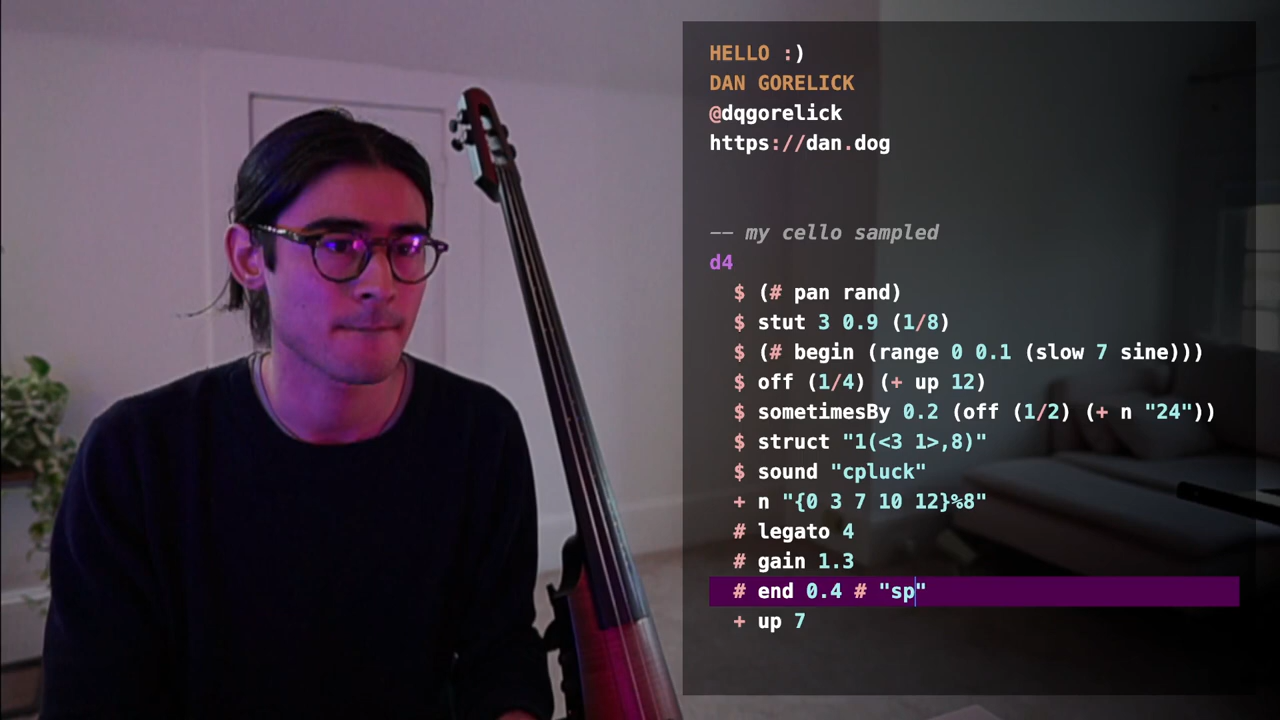 HELLO :)
DAN GORELICK
@dqgorelick
https://dan.dog
-- my cello sampled
d4
$ (# pan rand)
$ stut 3 0.9 (1/8)
$ (# begin (range 0 0.1 (slow 7 sine)))
$ off (1/4) (+ up 12)
$ sometimesBy 0.2 (off (1/2) (+ n "24"))
$ struct "1(<3 1>,8)"
$ sound "cpluck"
+ n "{0 3 7 10 12}%8"
# legato 4
# gain 1.3
# end 0.4 # "sp"
+ up 7